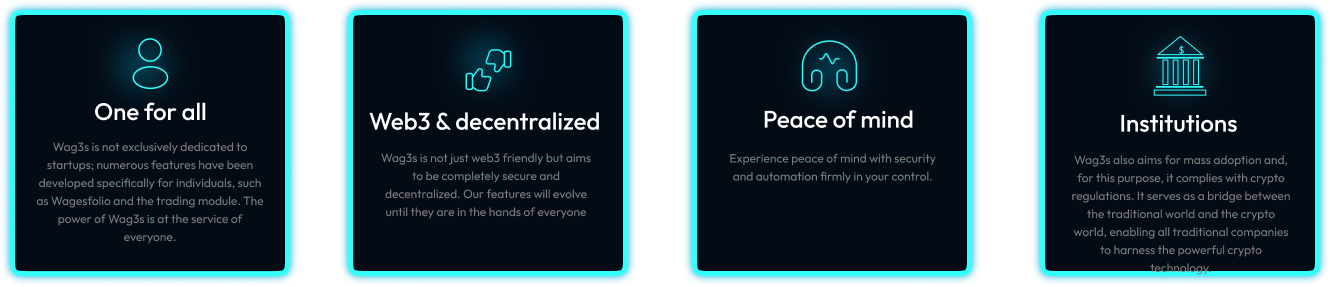 One for all
Wag3s is not exclusively dedicated to
startups; numerous features have been
developed specifically for individuals, such
as Wagesfolio and the trading module. The
power of Wag3s is at the service of
everyone.
Web3 & decentralized
Wag3s is not just web3 friendly but aims
to be completely secure and
decentralized. Our features will evolve
until they are in the hands of everyone
Peace of mind
Experience peace of mind with security
and automation firmly in your control.
$
Institutions
Wag3s also aims for mass adoption and,
for this purpose, it complies with crypto
regulations. It serves as a bridge between
the traditional world and the crypto
world, enabling all traditional companies
to harness the powerful crypto
technology.